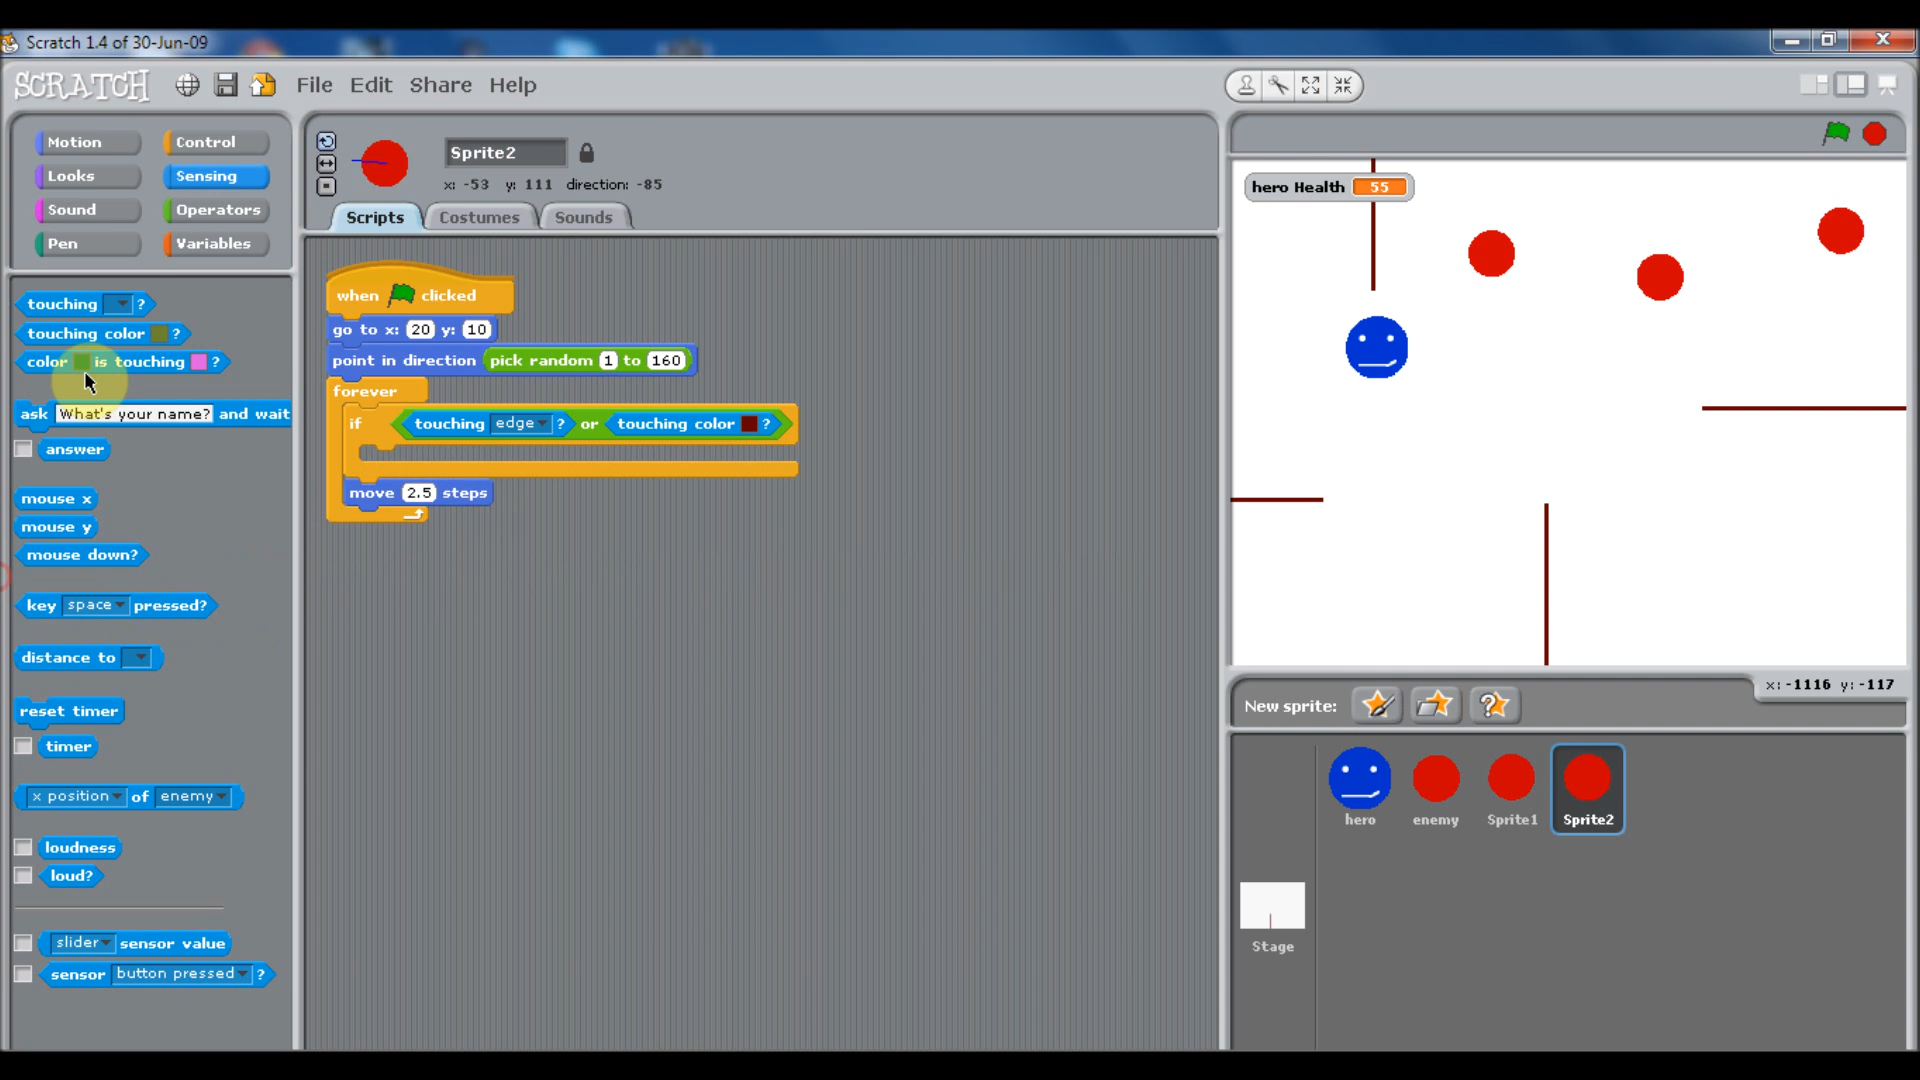 Scratch 1.4 of 30-Jun-09
SCRATCH
File Edit Share Help
Motion Control
Looks Sensing
Sound Operators
Pen Variables
touching ?
touching color ?
color is touching ?
ask What's your name? and wait
answer
mouse x
mouse y
mouse down?
key space pressed?
distance to
reset timer
timer
x position of enemy
loudness
loud?
slider sensor value
sensor button pressed ?
Sprite2
x: -53 y: 111 direction: -85
Scripts Costumes Sounds
when clicked
go to x: 20 y: 10
point in direction pick random 1 to 160
forever
if touching edge ? or touching color ?
move 2.5 steps
hero Health 55
x: -1116 y: -117
New sprite:
hero enemy Sprite1 Sprite2
Stage